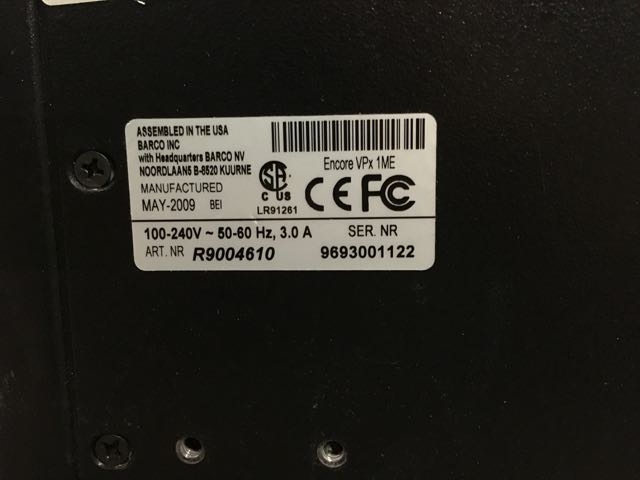 ASSEMBLED IN THE USA
BARCO INC
with Headquarters BARCO NV
NOORDLAAN5 B-8520 KUURNE
MANUFACTURED
MAY-2009 BEI
SA
C US
LR91261
Encore VPx 1ME
CE FC
100-240V ~ 50-60 Hz, 3.0 A SER. NR
ART. NR R9004610 9693001122